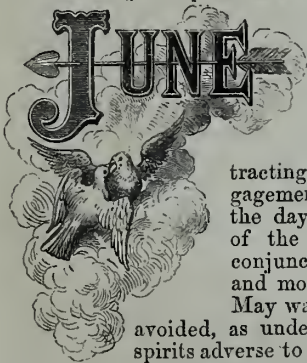 JUNE
tracting
gagemen
the day
of the
conjunc
and mo
May wa
avoided, as unde
spirits adverse to